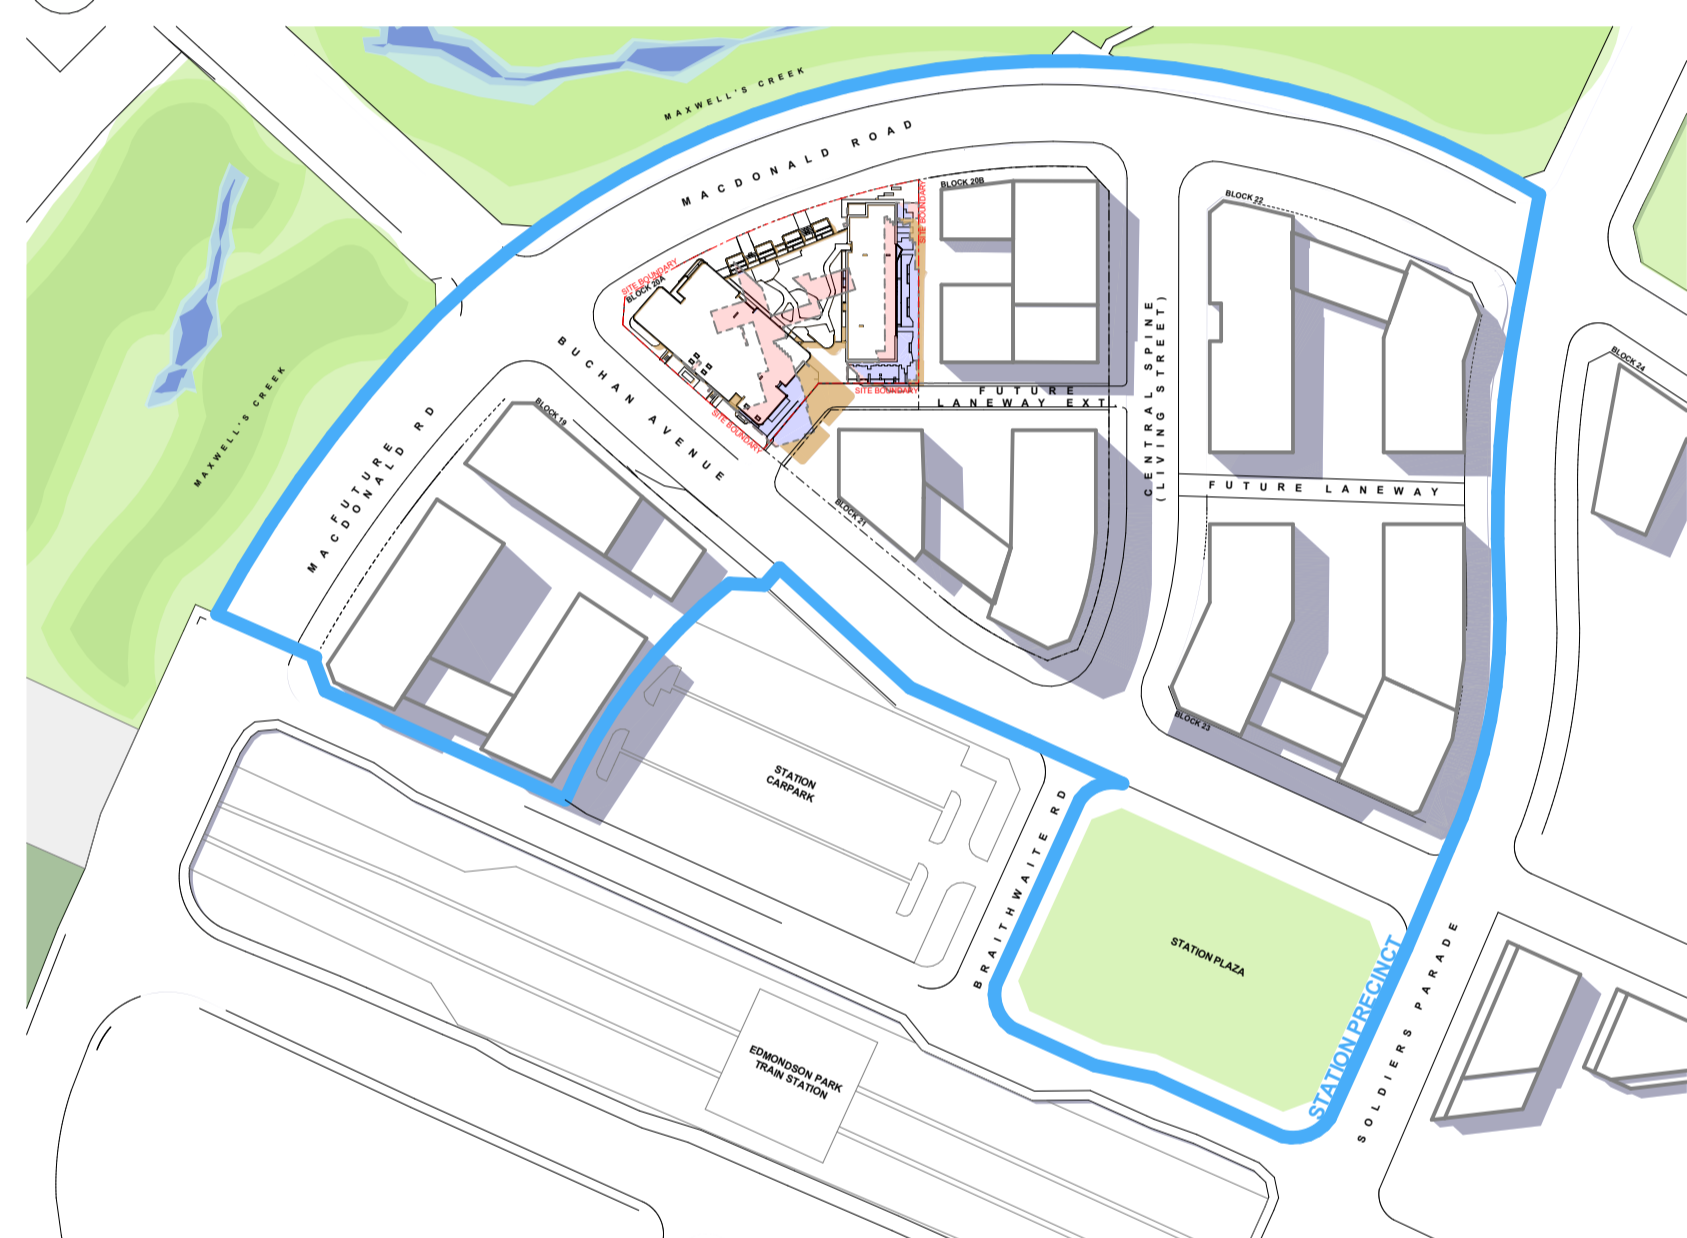 MAXWELL'S CREEK
MACDONALD ROAD
BLOCK 20B
SITE BOUNDARY
BLOCK 22
SITE BOUNDARY
BLOCK 20A
BUCHAN AVENUE
CENTRAL SPINE
(LIVING STREET)
BLOCK 24
MAXWELL'S CREEK
FUTURE
MACDONALD RD
BLOCK 19
SITE BOUNDARY
SITE BOUNDARY
FUTURE
LANEWAY EXT.
FUTURE LANEWAY
BLOCK 21
BLOCK 23
STATION
CARPARK
BRAITHWAITE RD
STATION PLAZA
STATION PRECINCT
SOLDIERS PARADE
EDMONDSON PARK
TRAIN STATION